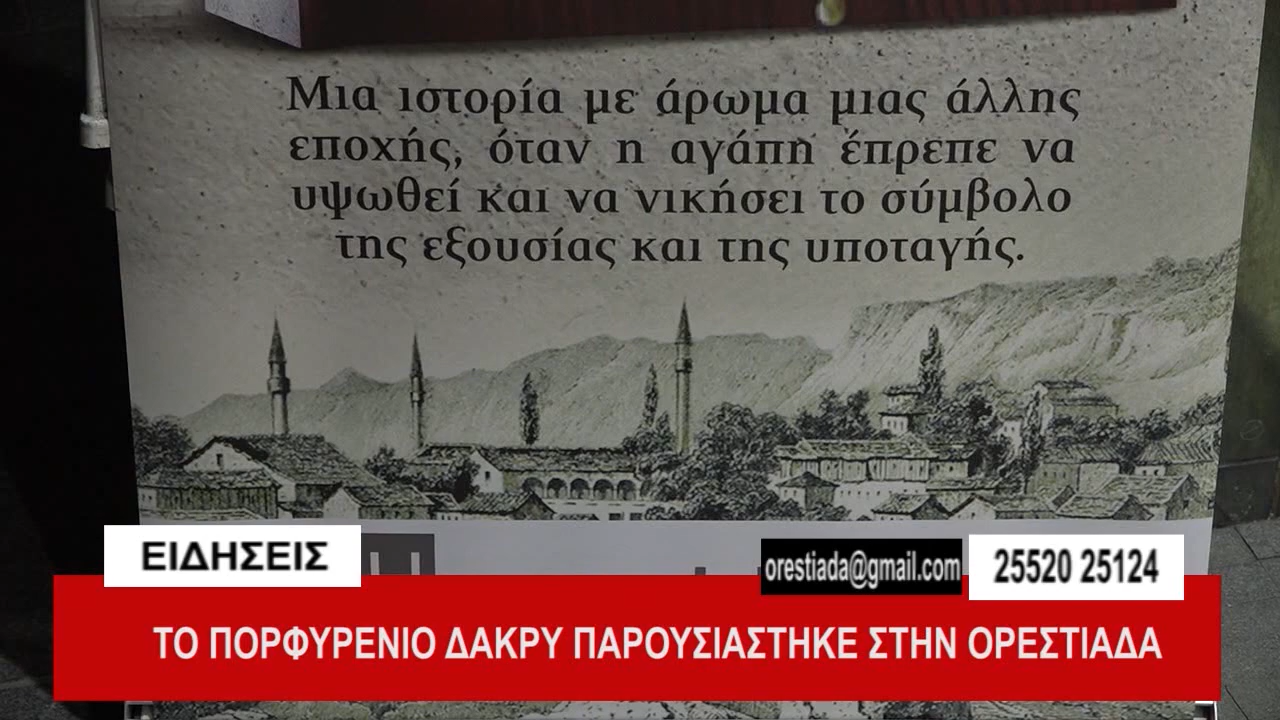 Μια ιστορία με άρωμα μιας άλλης
εποχής, όταν η αγάπη έπρεπε να
υψωθεί και να νικήσει το σύμβολο
της εξουσίας και της υποταγής.
ΕΙΔΗΣΕΙΣ
orestiada@gmail.com
25520 25124
ΤΟ ΠΟΡΦΥΡΕΝΙΟ ΔΑΚΡΥ ΠΑΡΟΥΣΙΑΣΤΗΚΕ ΣΤΗΝ ΟΡΕΣΤΙΑΔΑ